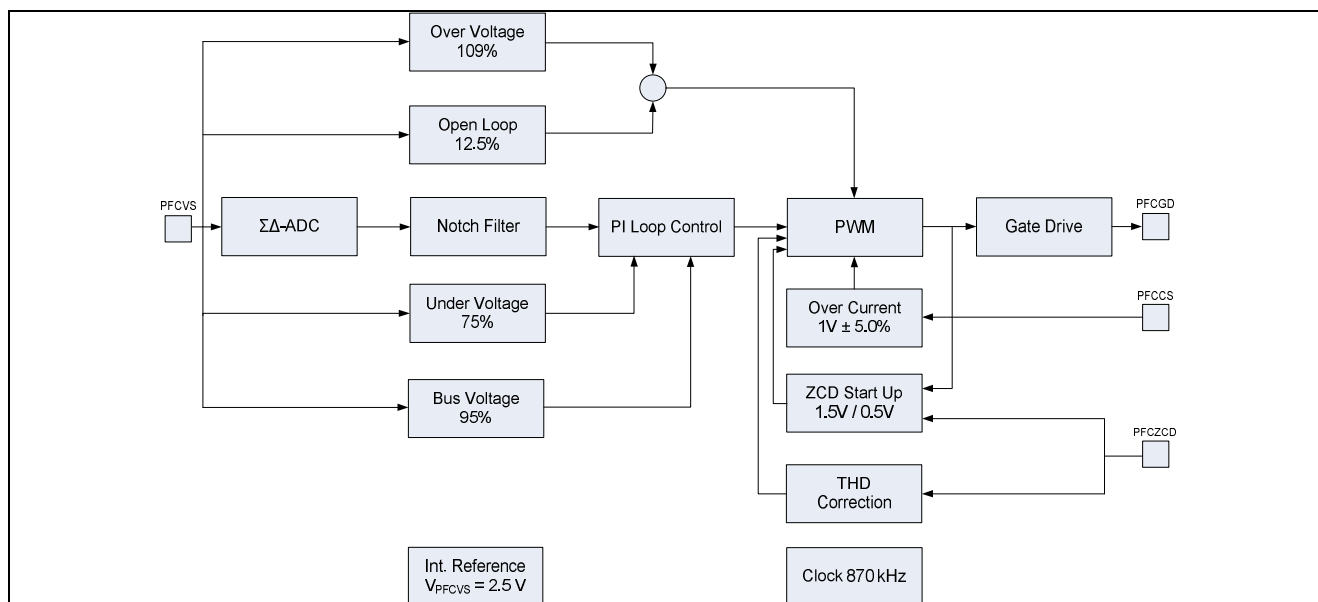 Over Voltage
109%
Open Loop
12.5%
PFCVS
ΣΔ-ADC
Notch Filter
PI Loop Control
PWM
Gate Drive
PFCGD
Under Voltage
75%
Over Current
1V ± 5.0%
PFCCS
Bus Voltage
95%
ZCD Start Up
1.5V / 0.5V
PFCZCD
THD
Correction
Int. Reference
VPFCVS = 2.5 V
Clock 870 kHz